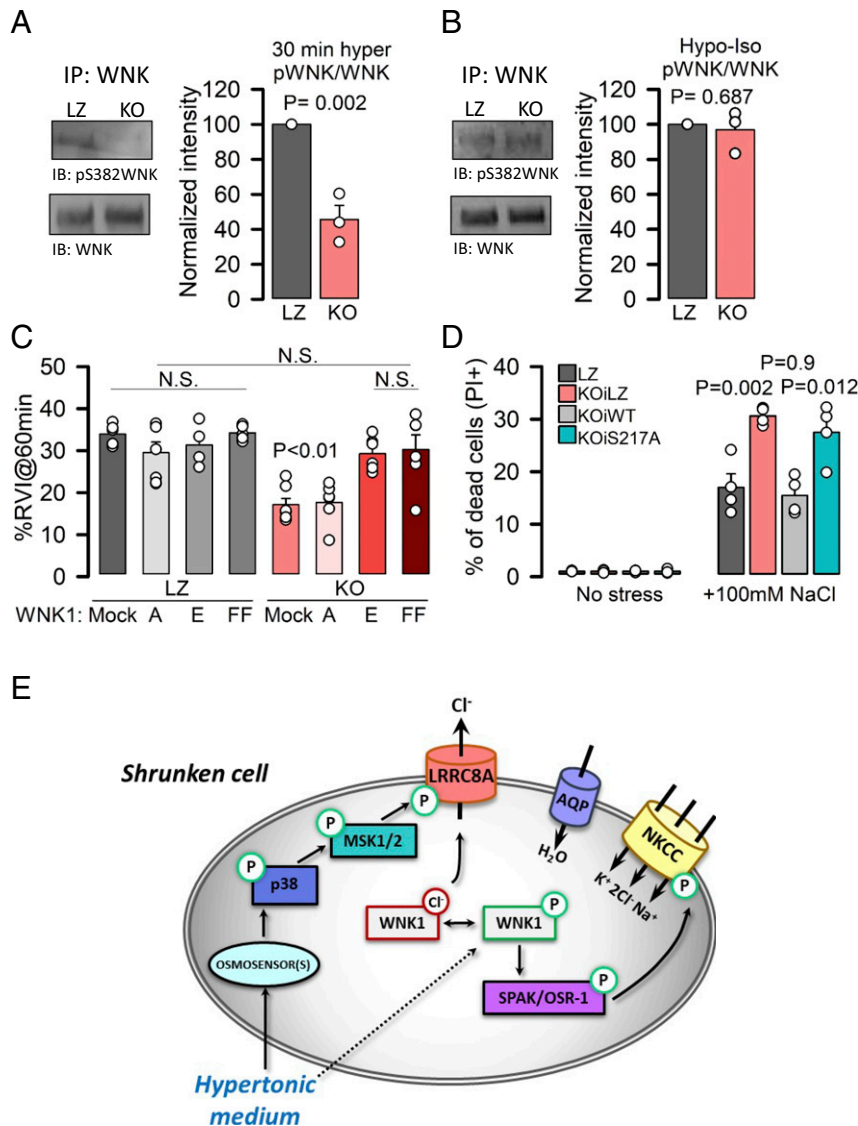 A
IP: WNK
LZ KO
IB: pS382WNK
IB: WNK
30 min hyper
pWNK/WNK
P= 0.002
Normalized intensity
120
100
80
60
40
20
0
LZ KO
B
IP: WNK
LZ KO
IB: pS382WNK
IB: WNK
Hypo-Iso
pWNK/WNK
P= 0.687
Normalized intensity
120
100
80
60
40
20
0
LZ KO
C
%RVI@60min
50
40
30
20
10
0
N.S.
N.S.
N.S.
P<0.01
LZ KO
WNK1: Mock A E FF Mock A E FF
D
% of dead cells (PI+)
40
30
20
10
0
LZ
KOiLZ
KOiWT
KOiS217A
P=0.9
P=0.002 P=0.012
No stress +100mM NaCl
E
Shrunken cell
Cl-
LRRC8A
P
AQP
H2O
NKCC
K+ 2Cl- Na+
P
P
MSK1/2
P
p38
Cl-
WNK1
P
WNK1
OSMOSENSOR(S)
P
SPAK/OSR-1
Hypertonic
medium